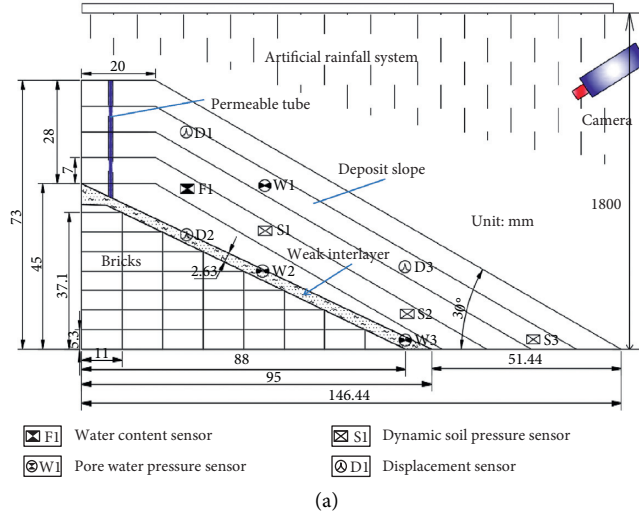 20
Artificial rainfall system
Permeable tube
Camera
28
D1
7
W1
Deposit slope
F1
1800
73
S1
Unit: mm
45
D2
Weak interlayer
Bricks
2.63
W2
D3
37.1
30°
S2
5.3
W3
S3
11
88
51.44
95
146.44
F1 Water content sensor
S1 Dynamic soil pressure sensor
W1 Pore water pressure sensor
D1 Displacement sensor
(a)